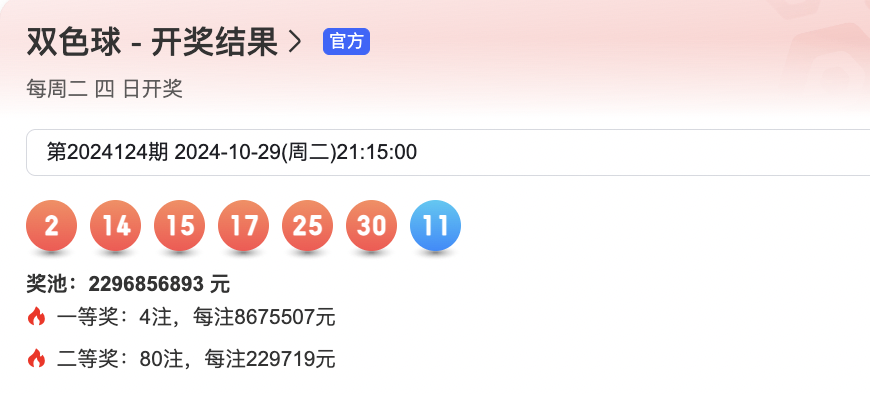 双色球 - 开奖结果 官方
每周二 四 日开奖
第2024124期 2024-10-29(周二)21:15:00
2 14 15 17 25 30 11
奖池：2296856893 元
一等奖：4注，每注8675507元
二等奖：80注，每注229719元